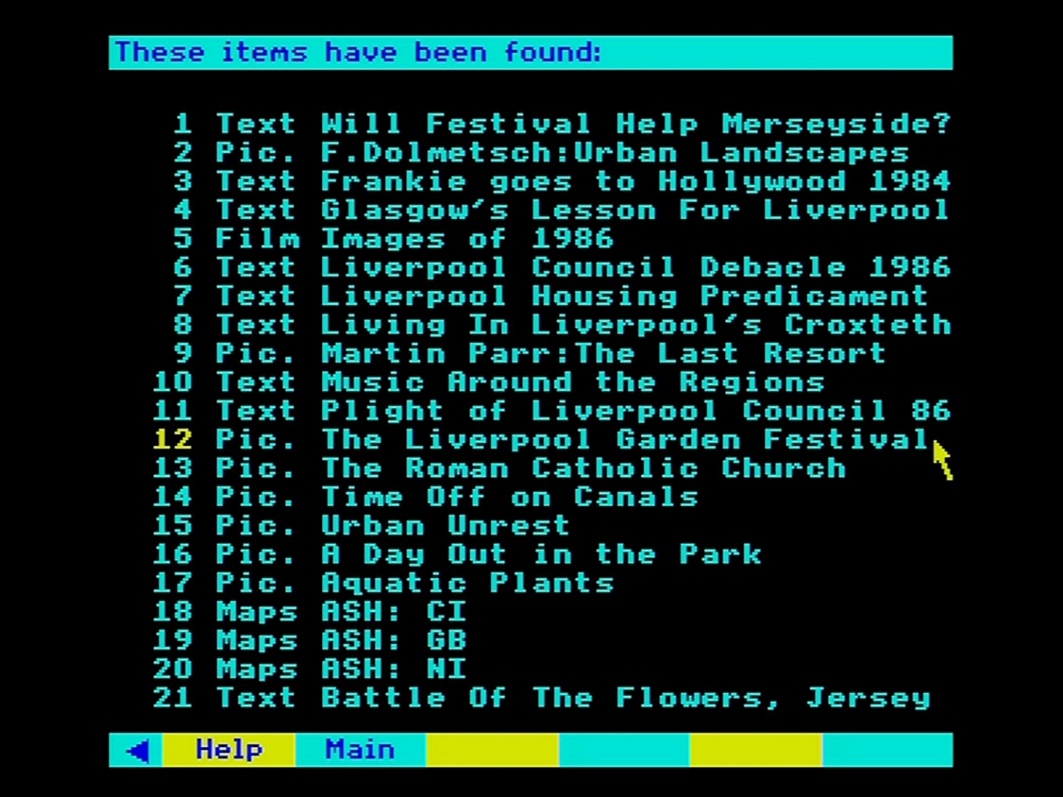 These items have been found:
1 Text Will Festival Help Merseyside?
2 Pic. F.Dolmetsch:Urban Landscapes
3 Text Frankie goes to Hollywood 1984
4 Text Glasgow's Lesson For Liverpool
5 Film Images of 1986
6 Text Liverpool Council Debacle 1986
7 Text Liverpool Housing Predicament
8 Text Living In Liverpool's Croxteth
9 Pic. Martin Parr:The Last Resort
10 Text Music Around the Regions
11 Text Plight of Liverpool Council 86
12 Pic. The Liverpool Garden Festival
13 Pic. The Roman Catholic Church
14 Pic. Time Off on Canals
15 Pic. Urban Unrest
16 Pic. A Day Out in the Park
17 Pic. Aquatic Plants
18 Maps ASH: CI
19 Maps ASH: GB
20 Maps ASH: NI
21 Text Battle Of The Flowers, Jersey
Help Main